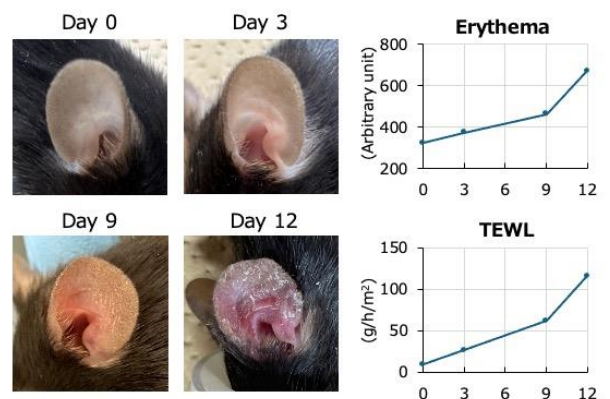 Day 0
Day 3
Day 9
Day 12
Erythema
(Arbitrary unit)
800
600
400
200
0 3 6 9 12
TEWL
(g/h/m²)
150
100
50
0
0 3 6 9 12